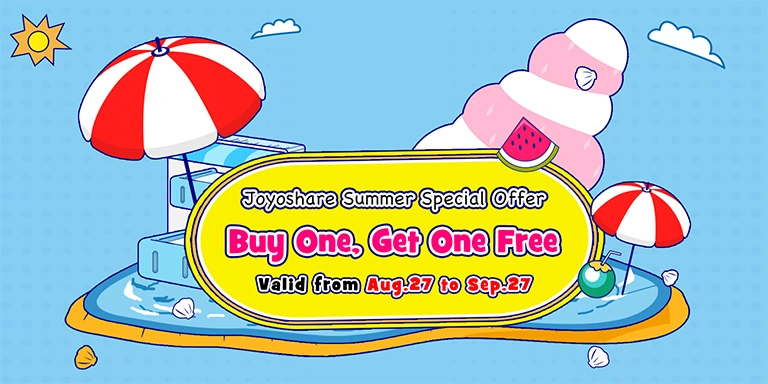 Joyoshare Summer Special Offer
Buy One, Get One Free
Valid from Aug.27 to Sep.27